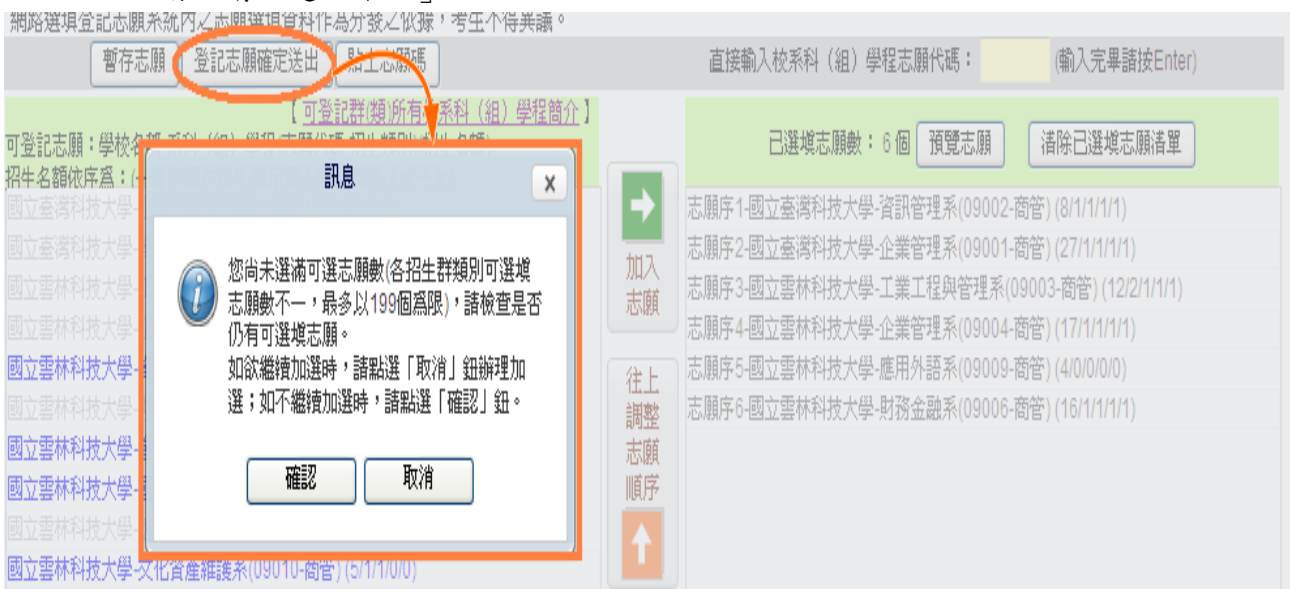 網路選填登記志願系統內之志願選填資料作為分發之依據，考生不得異議。
暫存志願 登記志願確定送出 貼上志願碼 直接輸入校系科（組）學程志願代碼： (輸入完畢請按Enter)
【可登記群(類)所有 系科（組）學程簡介】
可登記志願：學校名稱
招生名額依序為：(
已選填志願數： 6 個 預覽志願 清除已選填志願清單
國立臺灣科技大學-
國立臺灣科技大學-
國立雲林科技大學-
國立雲林科技大學-
國立雲林科技大學-
國立雲林科技大學-
國立雲林科技大學-
國立雲林科技大學-
國立雲林科技大學-
國立雲林科技大學-文化資產維護系(09010-商管) (5/1/1/0/0)
訊息
x
您尚未選滿可選志願數(各招生群類別可選填
志願數不一，最多以199個為限)，請檢查是否
仍有可選填志願。
如欲繼續加選時，請點選「取消」鈕辦理加
選；如不繼續加選時，請點選「確認」鈕。
確認 取消
加入
志願
往上
調整
志願
順序
志願序1-國立臺灣科技大學-資訊管理系(09002-商管) (8/1/1/1/1)
志願序2-國立臺灣科技大學-企業管理系(09001-商管) (27/1/1/1/1)
志願序3-國立雲林科技大學-工業工程與管理系(09003-商管) (12/2/1/1/1)
志願序4-國立雲林科技大學-企業管理系(09004-商管) (17/1/1/1/1)
志願序5-國立雲林科技大學-應用外語系(09009-商管) (4/0/0/0/0)
志願序6-國立雲林科技大學-財務金融系(09006-商管) (16/1/1/1/1)